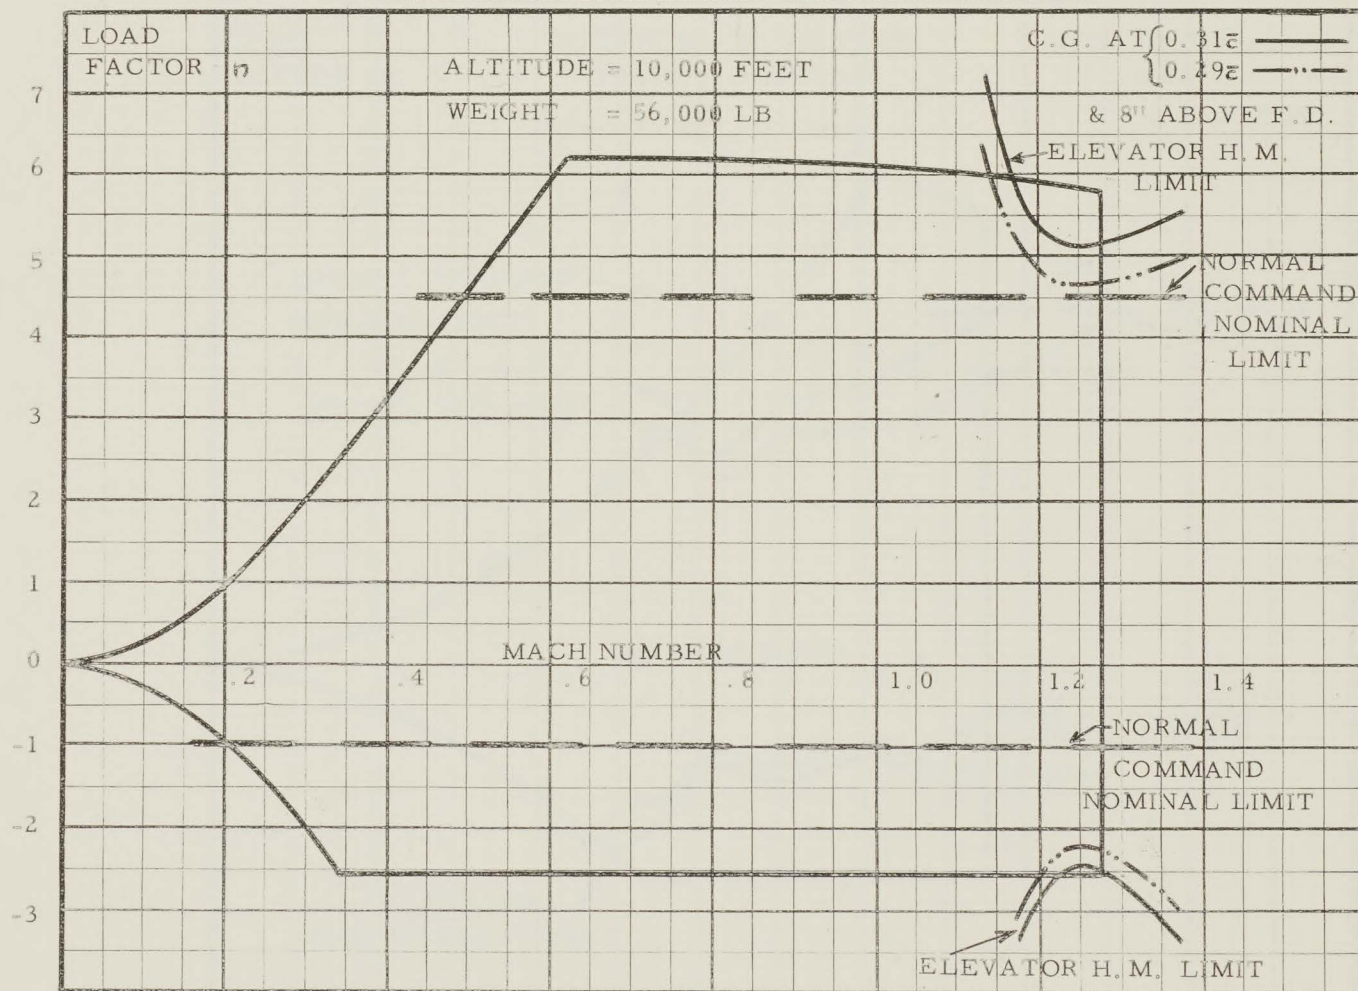 LOAD
FACTOR n
ALTITUDE = 10,000 FEET
WEIGHT = 56,000 LB
C.G. AT { 0.31c̄
0.29c̄
& 8" ABOVE F.D.
ELEVATOR H.M.
LIMIT
NORMAL
COMMAND
NOMINAL
LIMIT
7
6
5
4
3
2
1
0
-1
-2
-3
MACH NUMBER
.2 .4 .6 .8 1.0 1.2 1.4
NORMAL
COMMAND
NOMINAL LIMIT
ELEVATOR H.M. LIMIT